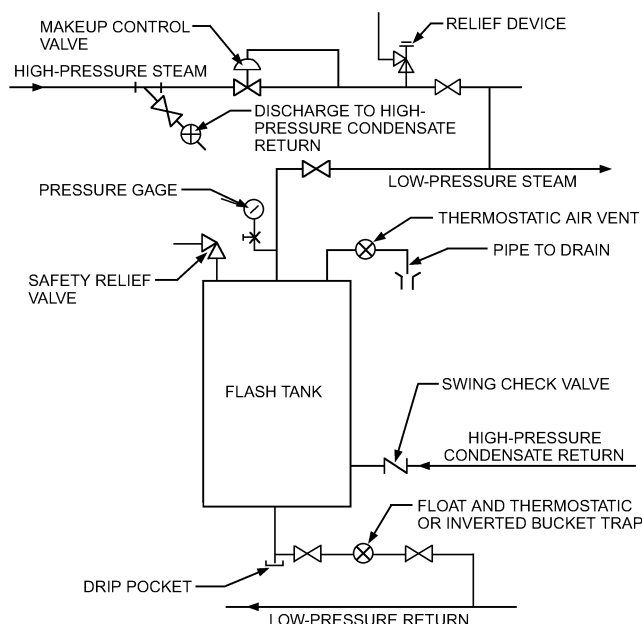 MAKEUP CONTROL
VALVE
RELIEF DEVICE
HIGH-PRESSURE STEAM
DISCHARGE TO HIGH-
PRESSURE CONDENSATE
RETURN
PRESSURE GAGE
LOW-PRESSURE STEAM
THERMOSTATIC AIR VENT
PIPE TO DRAIN
SAFETY RELIEF
VALVE
FLASH TANK
SWING CHECK VALVE
HIGH-PRESSURE
CONDENSATE RETURN
FLOAT AND THERMOSTATIC
OR INVERTED BUCKET TRAP
DRIP POCKET
LOW-PRESSURE RETURN